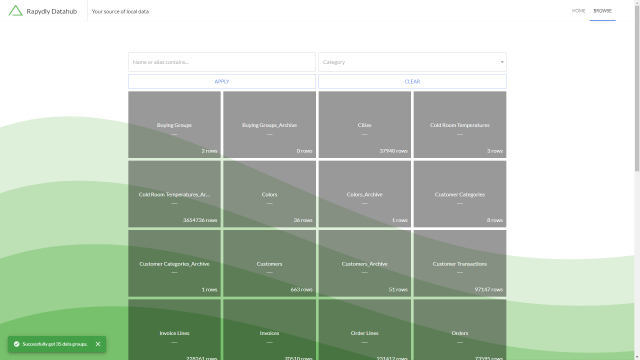 Rapydly Datahub
Your source of local data
HOME
BROWSE
Name or alias contains...
Category
APPLY
CLEAR
Buying Groups
---
2 rows
Buying Groups_Archive
---
0 rows
Cities
---
37940 rows
Cold Room Temperatures
---
3 rows
Cold Room Temperatures_Ar...
---
3654736 rows
Colors
---
36 rows
Colors_Archive
---
1 rows
Customer Categories
---
8 rows
Customer Categories_Archive
---
1 rows
Customers
---
663 rows
Customers_Archive
---
51 rows
Customer Transactions
---
97147 rows
Invoice Lines
---
228261 rows
Invoices
---
70510 rows
Order Lines
---
231412 rows
Orders
---
73595 rows
Successfully got 35 data groups.